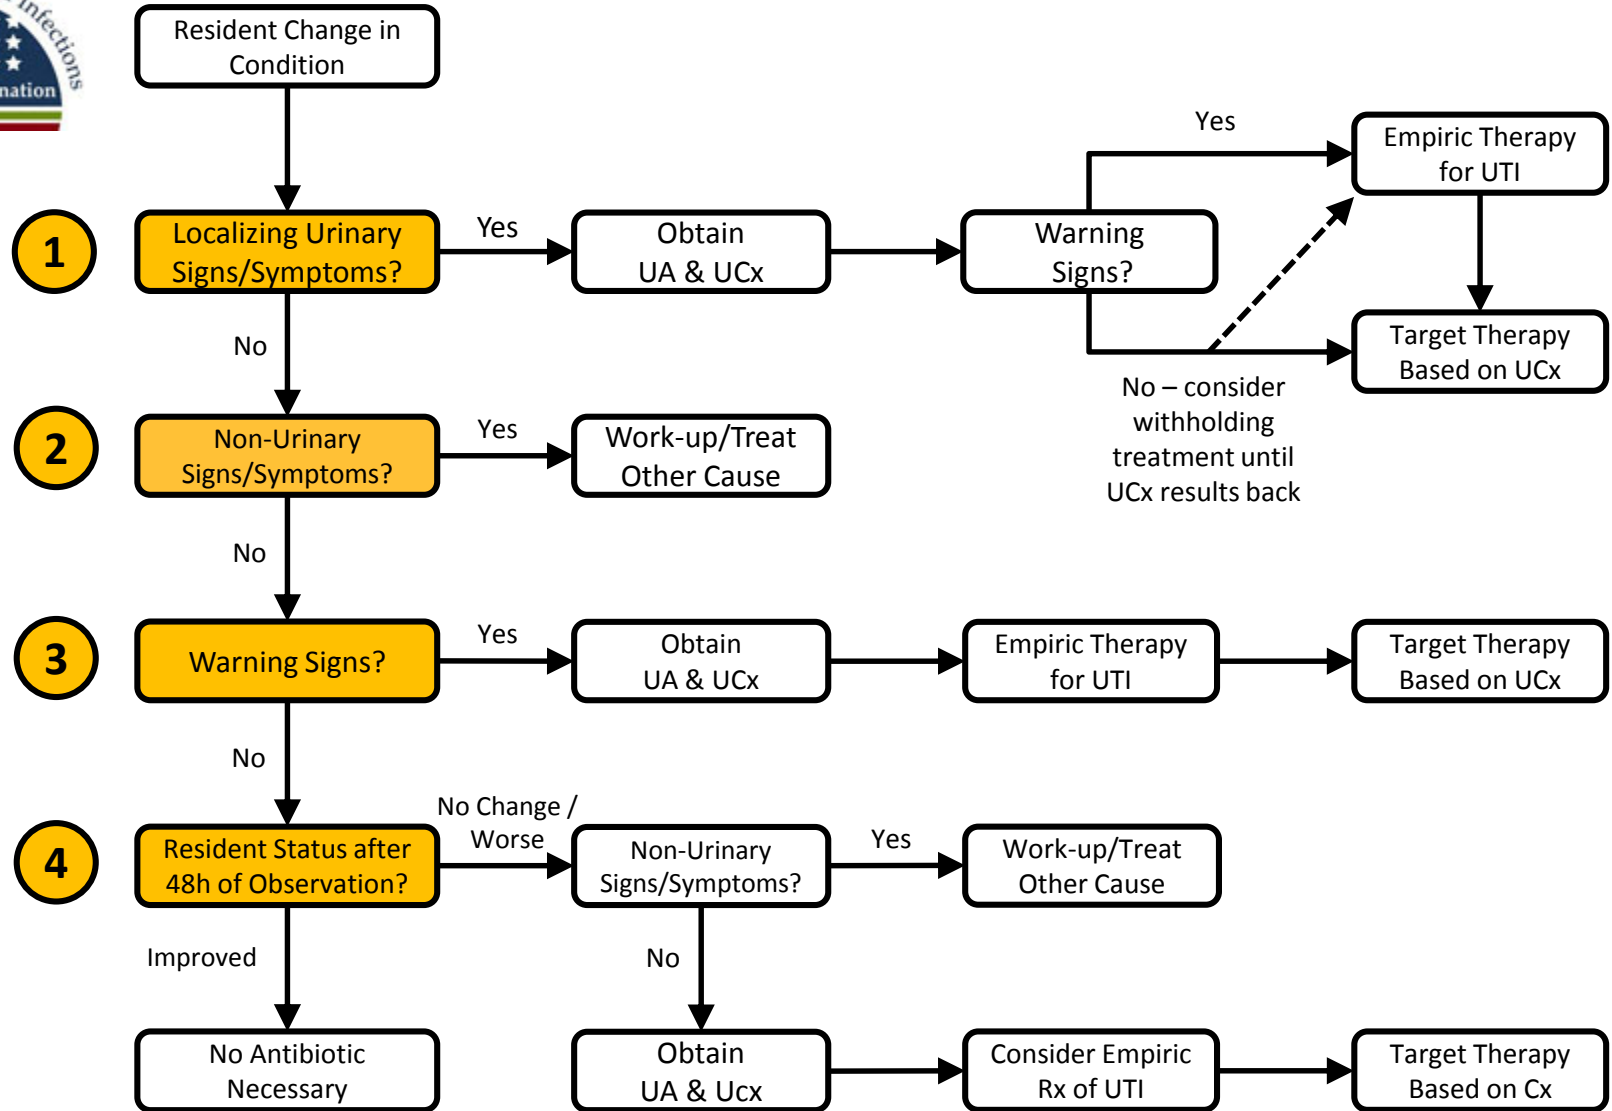 Infections
nation
Resident Change in
Condition
Yes
Empiric Therapy
for UTI
1
Localizing Urinary
Signs/Symptoms?
Yes
Obtain
UA & UCx
Warning
Signs?
No
Target Therapy
Based on UCx
No – consider
withholding
treatment until
UCx results back
2
Non-Urinary
Signs/Symptoms?
Yes
Work-up/Treat
Other Cause
No
3
Warning Signs?
Yes
Obtain
UA & UCx
Empiric Therapy
for UTI
Target Therapy
Based on UCx
No
4
Resident Status after
48h of Observation?
No Change /
Worse
Non-Urinary
Signs/Symptoms?
Yes
Work-up/Treat
Other Cause
Improved
No
No Antibiotic
Necessary
Obtain
UA & Ucx
Consider Empiric
Rx of UTI
Target Therapy
Based on Cx